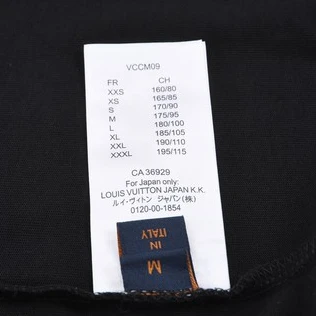 VCCM09
FR CH
XXS 160/80
XS 165/85
S 170/90
M 175/95
L 180/100
XL 185/105
XXL 190/110
XXXL 195/115
CA 36929
For Japan only:
LOUIS VUITTON JAPAN K.K.
ルイ・ヴィトン ジャパン(株)
0120-00-1854
IN
ITALY
M